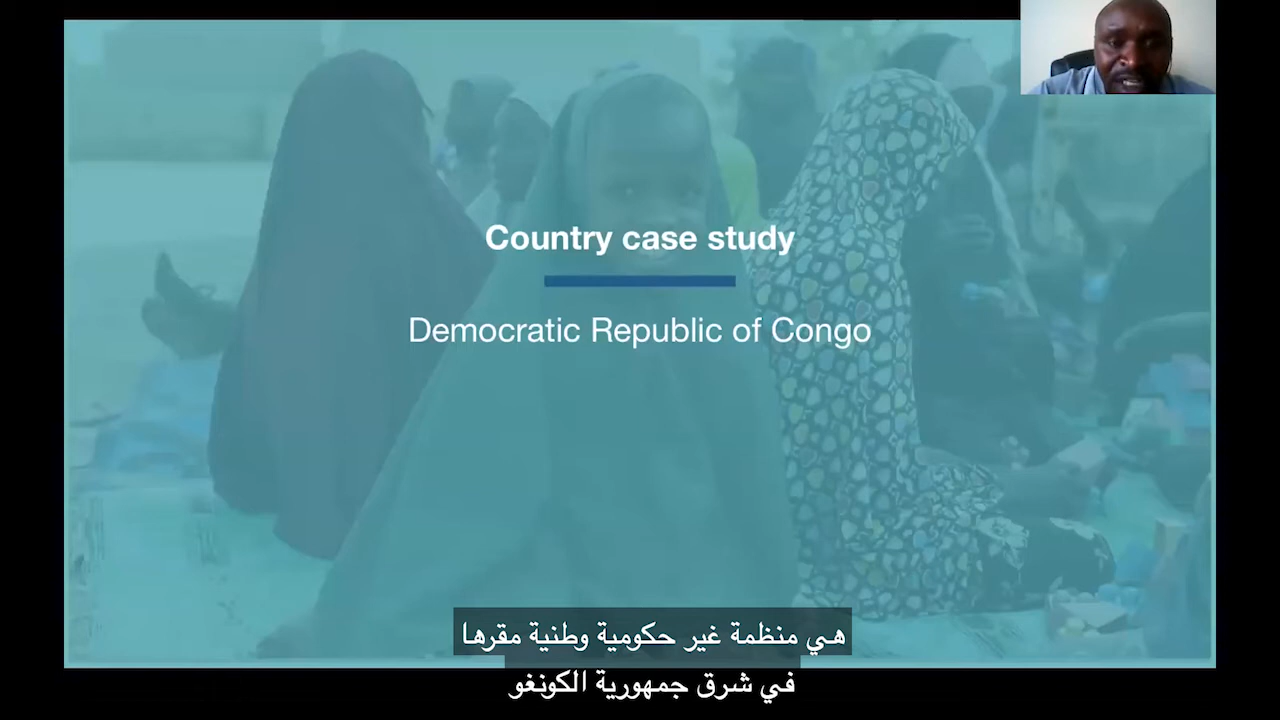 Country case study
Democratic Republic of Congo
هي منظمة غير حكومية وطنية مقرها
في شرق جمهورية الكونغو